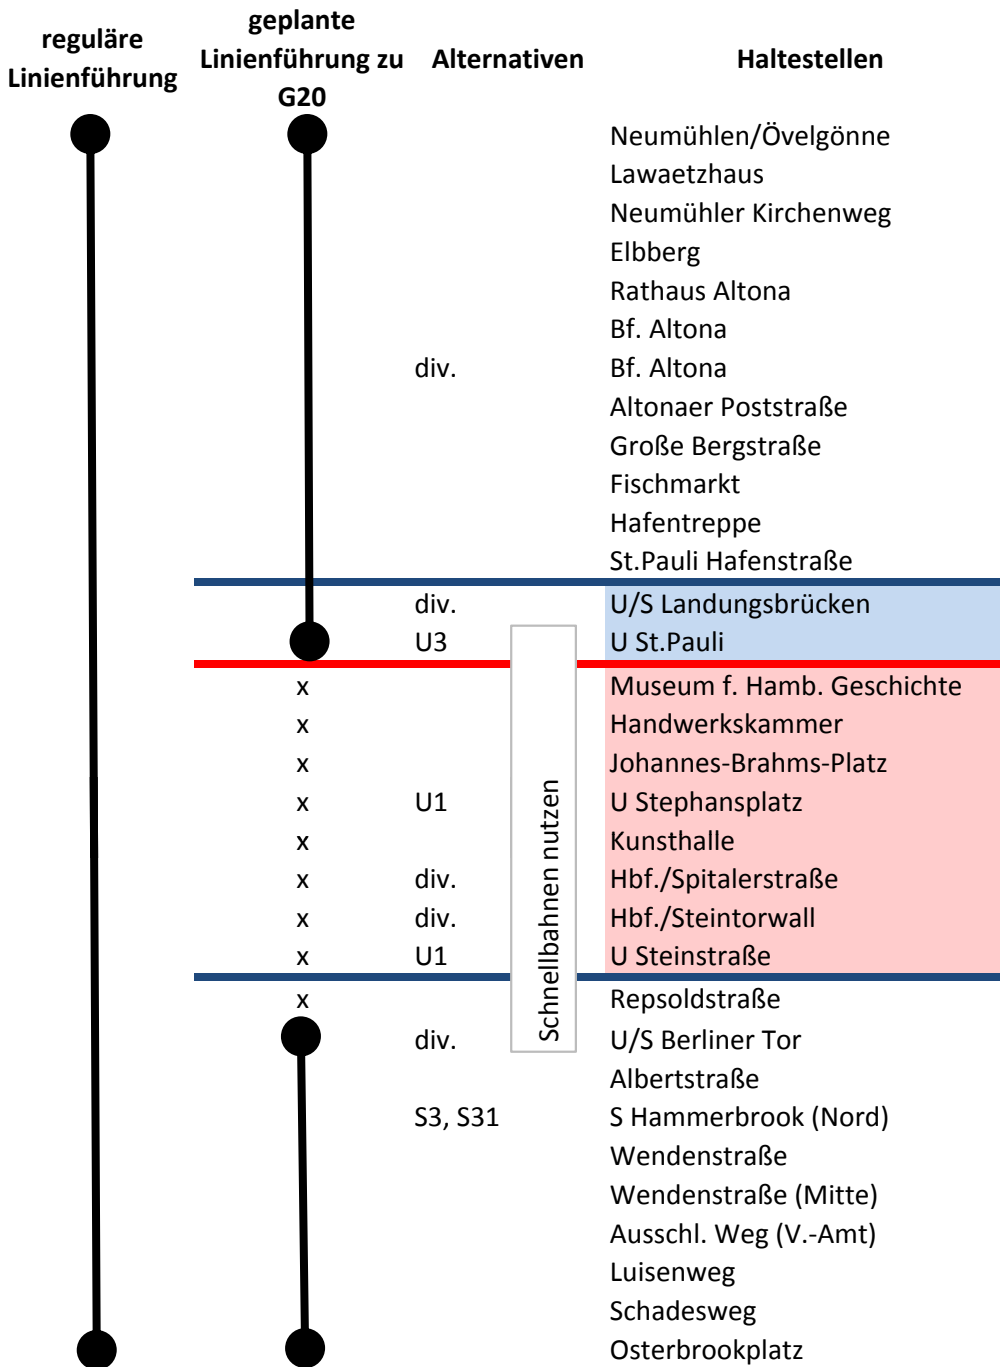 reguläre
Linienführung
geplante
Linienführung zu
G20
Alternativen
Haltestellen
Neumühlen/Övelgönne
Lawaetzhaus
Neumühler Kirchenweg
Elbberg
Rathaus Altona
Bf. Altona
div. Bf. Altona
Altonaer Poststraße
Große Bergstraße
Fischmarkt
Hafentreppe
St.Pauli Hafenstraße
div. U/S Landungsbrücken
U3 U St.Pauli
x Museum f. Hamb. Geschichte
x Handwerkskammer
x Johannes-Brahms-Platz
x U1 U Stephansplatz
x Kunsthalle
x div. Hbf./Spitalerstraße
x div. Hbf./Steintorwall
x U1 U Steinstraße
x Repsoldstraße
div. U/S Berliner Tor
Albertstraße
S3, S31 S Hammerbrook (Nord)
Wendenstraße
Wendenstraße (Mitte)
Ausschl. Weg (V.-Amt)
Luisenweg
Schadesweg
Osterbrookplatz
Schnellbahnen nutzen